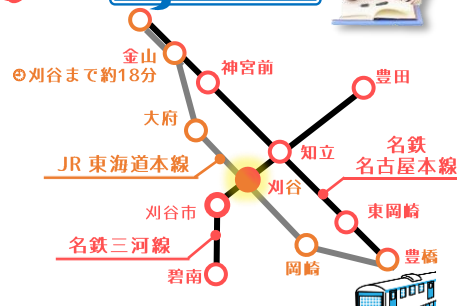 金山
刈谷まで約18分
神宮前
豊田
大府
知立
名鉄
名古屋本線
JR東海道本線
刈谷
刈谷市
東岡崎
名鉄三河線
岡崎
豊橋
碧南